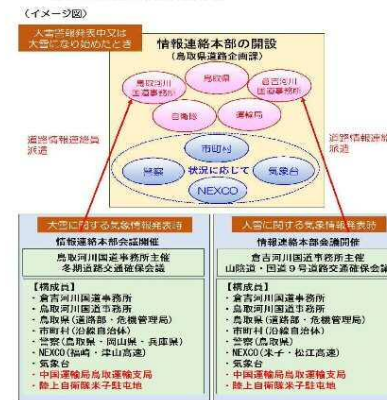 (イメージ図)
大雪警報発表中又は
大雪になり始めたとき
情報連絡本部の開設
(鳥取県道路企画課)
鳥取河川
国道事務所
鳥取県
倉吉河川
国道事務所
自衛隊
運輸局
道路情報連絡員
派遣
道路情報連絡
派遣
市町村
警察
状況に応じて
気象台
NEXCO
大雪に関する気象情報発表時
情報連絡本部会議開催
鳥取河川国道事務所主催
冬期道路交通確保会議
【構成員】
・倉吉河川国道事務所
・鳥取河川国道事務所
・鳥取県(道路部・危機管理局)
・市町村(沿線自治体)
・警察(鳥取県・岡山県・兵庫県)
・NEXCO(福崎・津山高速)
・気象台
・中国運輸局鳥取運輸支局
・陸上自衛隊米子駐屯地
大雪に関する気象情報発表時
情報連絡本部会議開催
倉吉河川国道事務所主催
山陰道・国道9号道路交通確保会議
【構成員】
・倉吉河川国道事務所
・鳥取河川国道事務所
・鳥取県(道路部・危機管理局)
・市町村(沿線自治体)
・警察(鳥取県)
・NEXCO(米子・松江高速)
・気象台
・中国運輸局鳥取運輸支局
・陸上自衛隊米子駐屯地